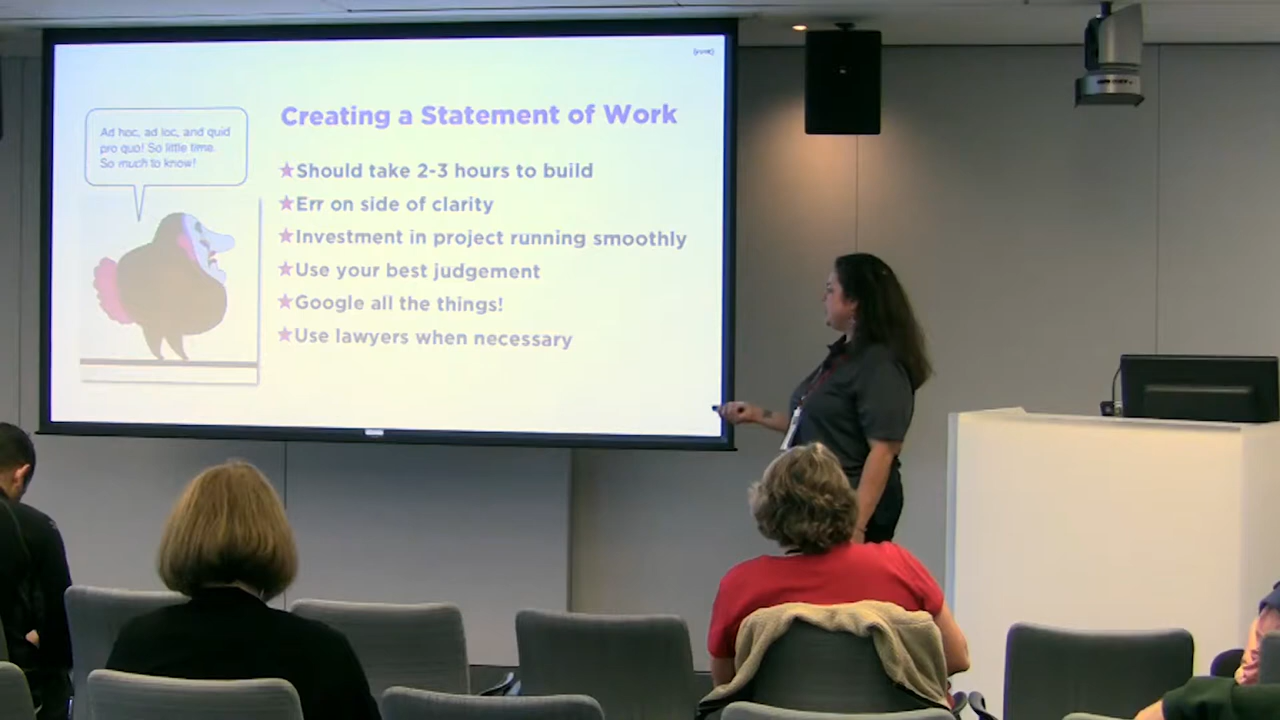 Creating a Statement of Work
Ad hoc, ad loc, and quid
pro quo! So little time.
So much to know!
★Should take 2-3 hours to build
★Err on side of clarity
★Investment in project running smoothly
★Use your best judgement
★Google all the things!
★Use lawyers when necessary